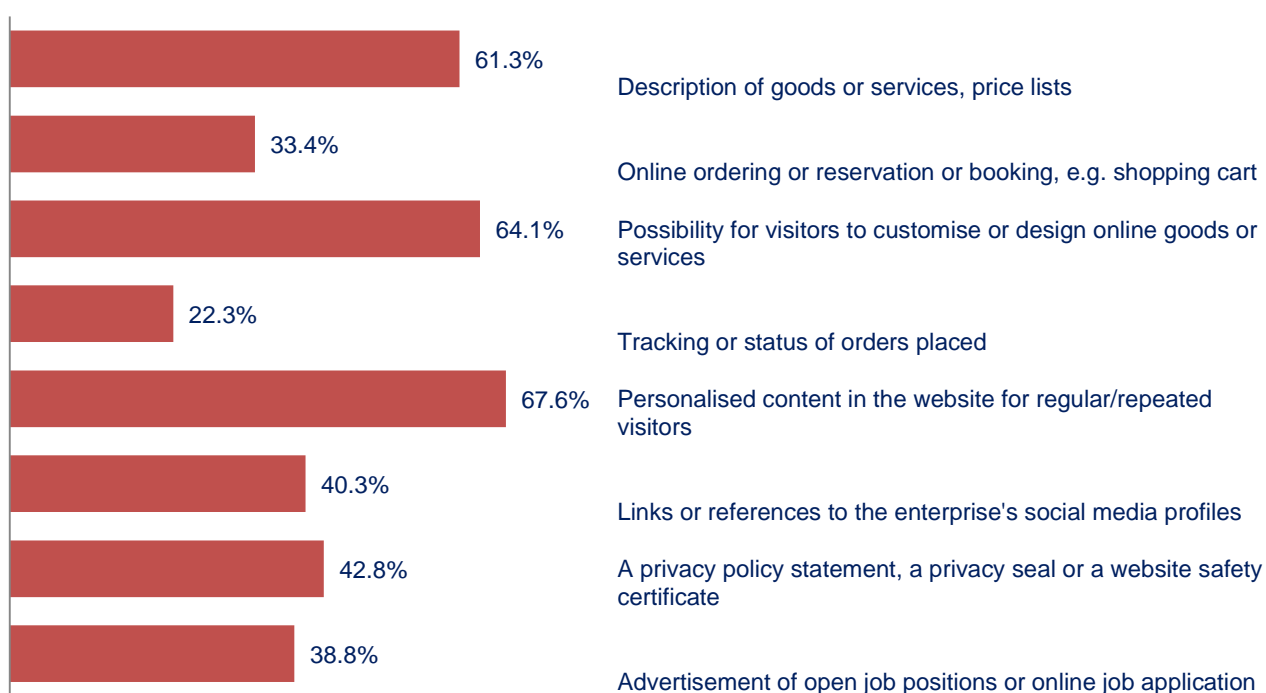 61.3%
Description of goods or services, price lists
33.4%
Online ordering or reservation or booking, e.g. shopping cart
64.1%
Possibility for visitors to customise or design online goods or
services
22.3%
Tracking or status of orders placed
67.6%
Personalised content in the website for regular/repeated
visitors
40.3%
Links or references to the enterprise's social media profiles
42.8%
A privacy policy statement, a privacy seal or a website safety
certificate
38.8%
Advertisement of open job positions or online job application